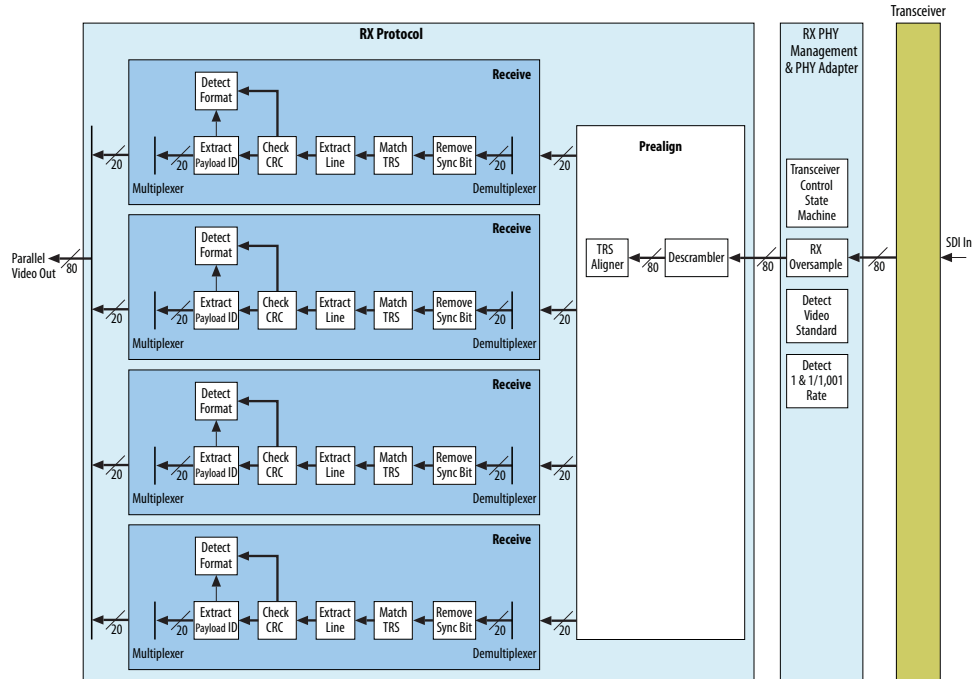 Transceiver
RX Protocol
RX PHY
Management
& PHY Adapter
Receive
Detect
Format
Extract
Payload ID
Check
CRC
Extract
Line
Match
TRS
Remove
Sync Bit
20
20
20
20
Multiplexer
Demultiplexer
Prealign
Transceiver
Control
State
Machine
Receive
Detect
Format
Extract
Payload ID
Check
CRC
Extract
Line
Match
TRS
Remove
Sync Bit
20
20
20
20
Multiplexer
Demultiplexer
Parallel
Video Out
80
TRS
Aligner
80
Descrambler
80
RX
Oversample
80
SDI In
Detect
Video
Standard
Detect
1 & 1/1,001
Rate
Receive
Detect
Format
Extract
Payload ID
Check
CRC
Extract
Line
Match
TRS
Remove
Sync Bit
20
20
20
20
Multiplexer
Demultiplexer
Receive
Detect
Format
Extract
Payload ID
Check
CRC
Extract
Line
Match
TRS
Remove
Sync Bit
20
20
20
20
Multiplexer
Demultiplexer